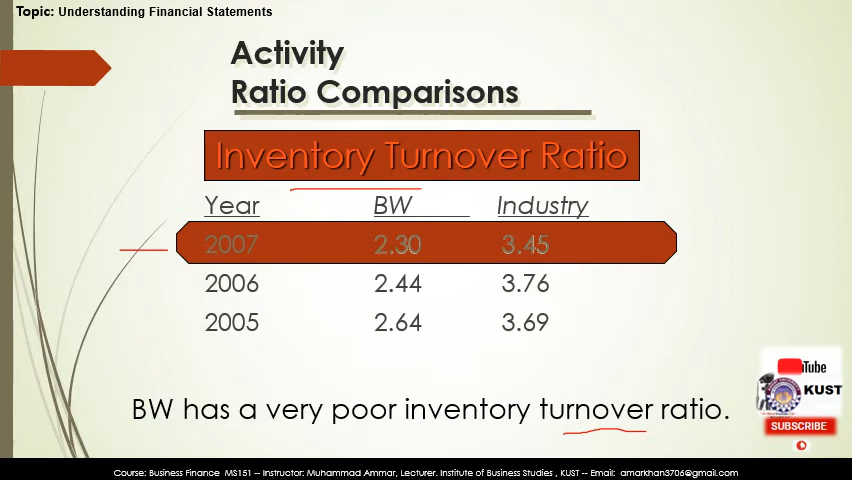 Topic: Understanding Financial Statements
Activity
Ratio Comparisons
Inventory Turnover Ratio
Year BW Industry
2007 2.30 3.45
2006 2.44 3.76
2005 2.64 3.69
BW has a very poor inventory turnover ratio.
KUST
SUBSCRIBE
Course: Business Finance MS151 -- Instructor: Muhammad Ammar, Lecturer. Institute of Business Studies , KUST -- Email: amarkhan3706@gmail.com